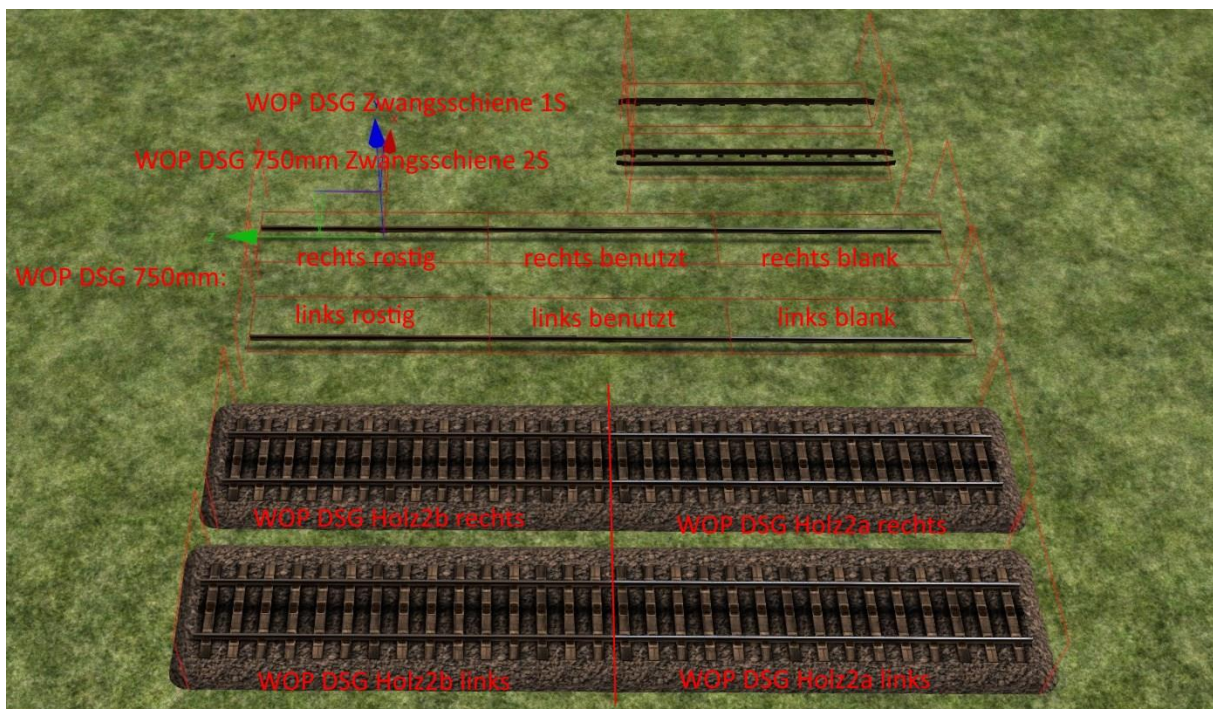 WOP DSG Zwangsschiene 1S
WOP DSG 750mm Zwangsschiene 2S
rechts rostig
rechts benutzt
rechts blank
WOP DSG 750mm:
links rostig
links benutzt
links blank
WOP DSG Holz2b rechts
WOP DSG Holz2a rechts
WOP DSG Holz2b links
WOP DSG Holz2a links